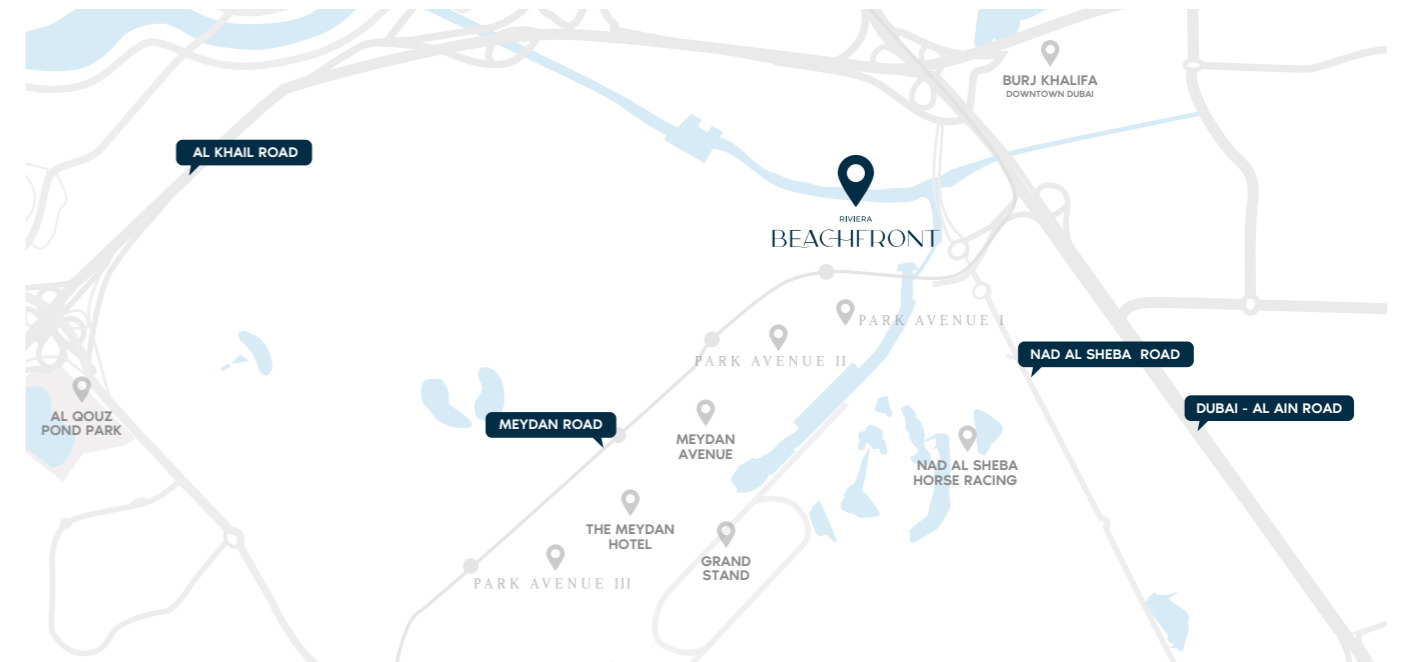 BURJ KHALIFA
DOWNTOWN DUBAI
AL KHAIL ROAD
RIVIERA
BEACHFRONT
PARK AVENUE I
NAD AL SHEBA ROAD
PARK AVENUE II
DUBAI - AL AIN ROAD
AL QOUZ
POND PARK
MEYDAN ROAD
MEYDAN
AVENUE
NAD AL SHEBA
HORSE RACING
THE MEYDAN
HOTEL
GRAND
STAND
PARK AVENUE III